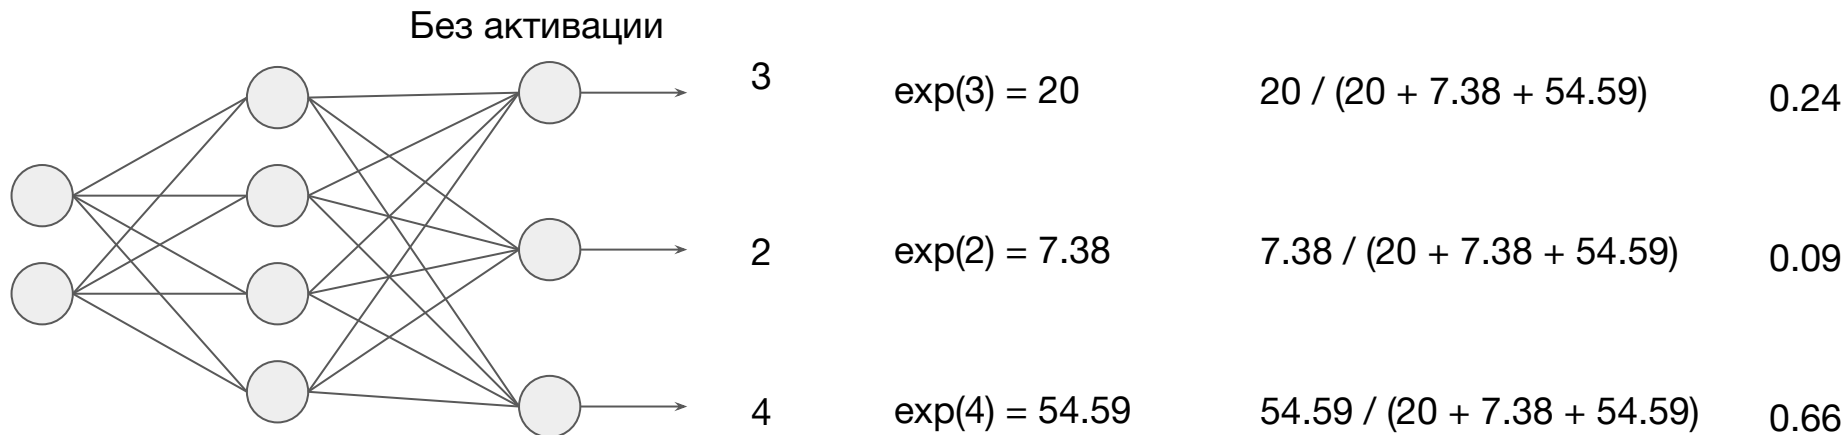 Без активации
3 exp(3) = 20 20 / (20 + 7.38 + 54.59) 0.24
2 exp(2) = 7.38 7.38 / (20 + 7.38 + 54.59) 0.09
4 exp(4) = 54.59 54.59 / (20 + 7.38 + 54.59) 0.66